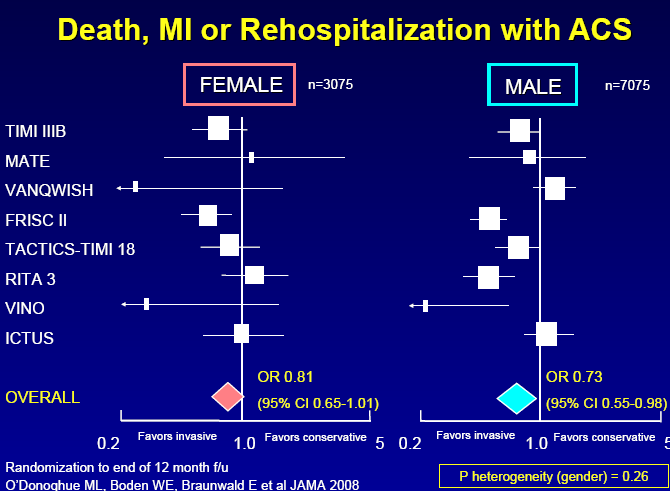 Death, MI or Rehospitalization with ACS
FEMALE n=3075 MALE n=7075
TIMI IIIB
MATE
VANQWISH
FRISC II
TACTICS-TIMI 18
RITA 3
VINO
ICTUS
OR 0.81 OR 0.73
OVERALL (95% CI 0.65-1.01) (95% CI 0.55-0.98)
0.2 Favors invasive 1.0 Favors conservative 5 0.2 Favors invasive 1.0 Favors conservative 5
Randomization to end of 12 month f/u
O'Donoghue ML, Boden WE, Braunwald E et al JAMA 2008
P heterogeneity (gender) = 0.26